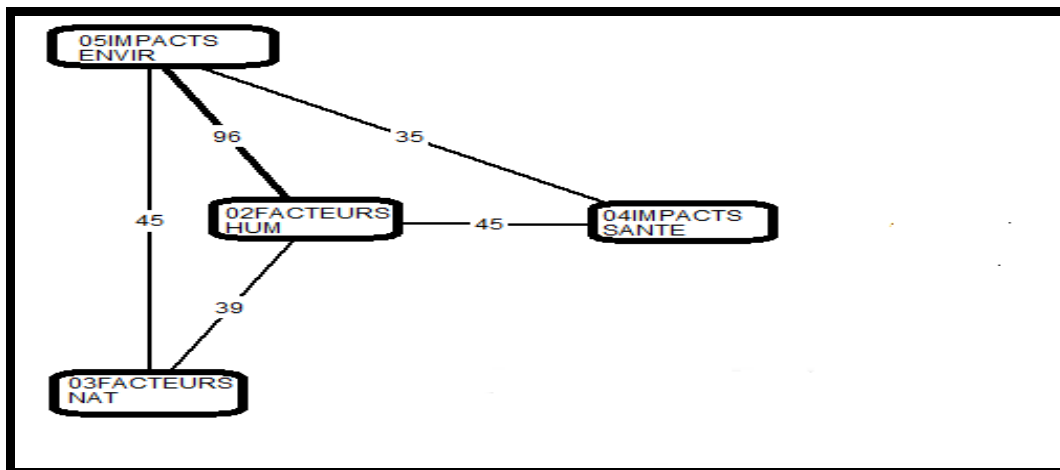 05IMPACTS
ENVIR
96
35
02FACTEURS
HUM
45
04IMPACTS
SANTE
45
39
03FACTEURS
NAT